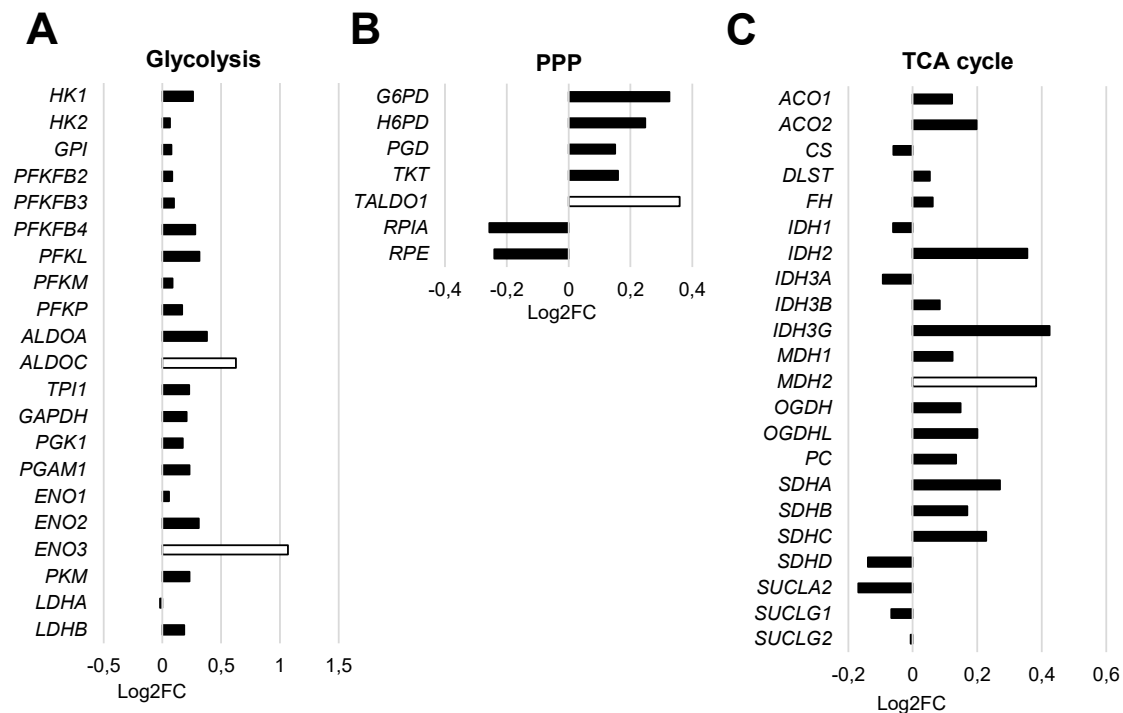 A
Glycolysis
HK1
HK2
GPI
PFKFB2
PFKFB3
PFKFB4
PFKL
PFKM
PFKP
ALDOA
ALDOC
TPI1
GAPDH
PGK1
PGAM1
ENO1
ENO2
ENO3
PKM
LDHA
LDHB
-0,5 0 0,5 1 1,5
Log2FC
B
PPP
G6PD
H6PD
PGD
TKT
TALDO1
RPIA
RPE
-0,4 -0,2 0 0,2 0,4
Log2FC
C
TCA cycle
ACO1
ACO2
CS
DLST
FH
IDH1
IDH2
IDH3A
IDH3B
IDH3G
MDH1
MDH2
OGDH
OGDHL
PC
SDHA
SDHB
SDHC
SDHD
SUCLA2
SUCLG1
SUCLG2
-0,2 0 0,2 0,4 0,6
Log2FC